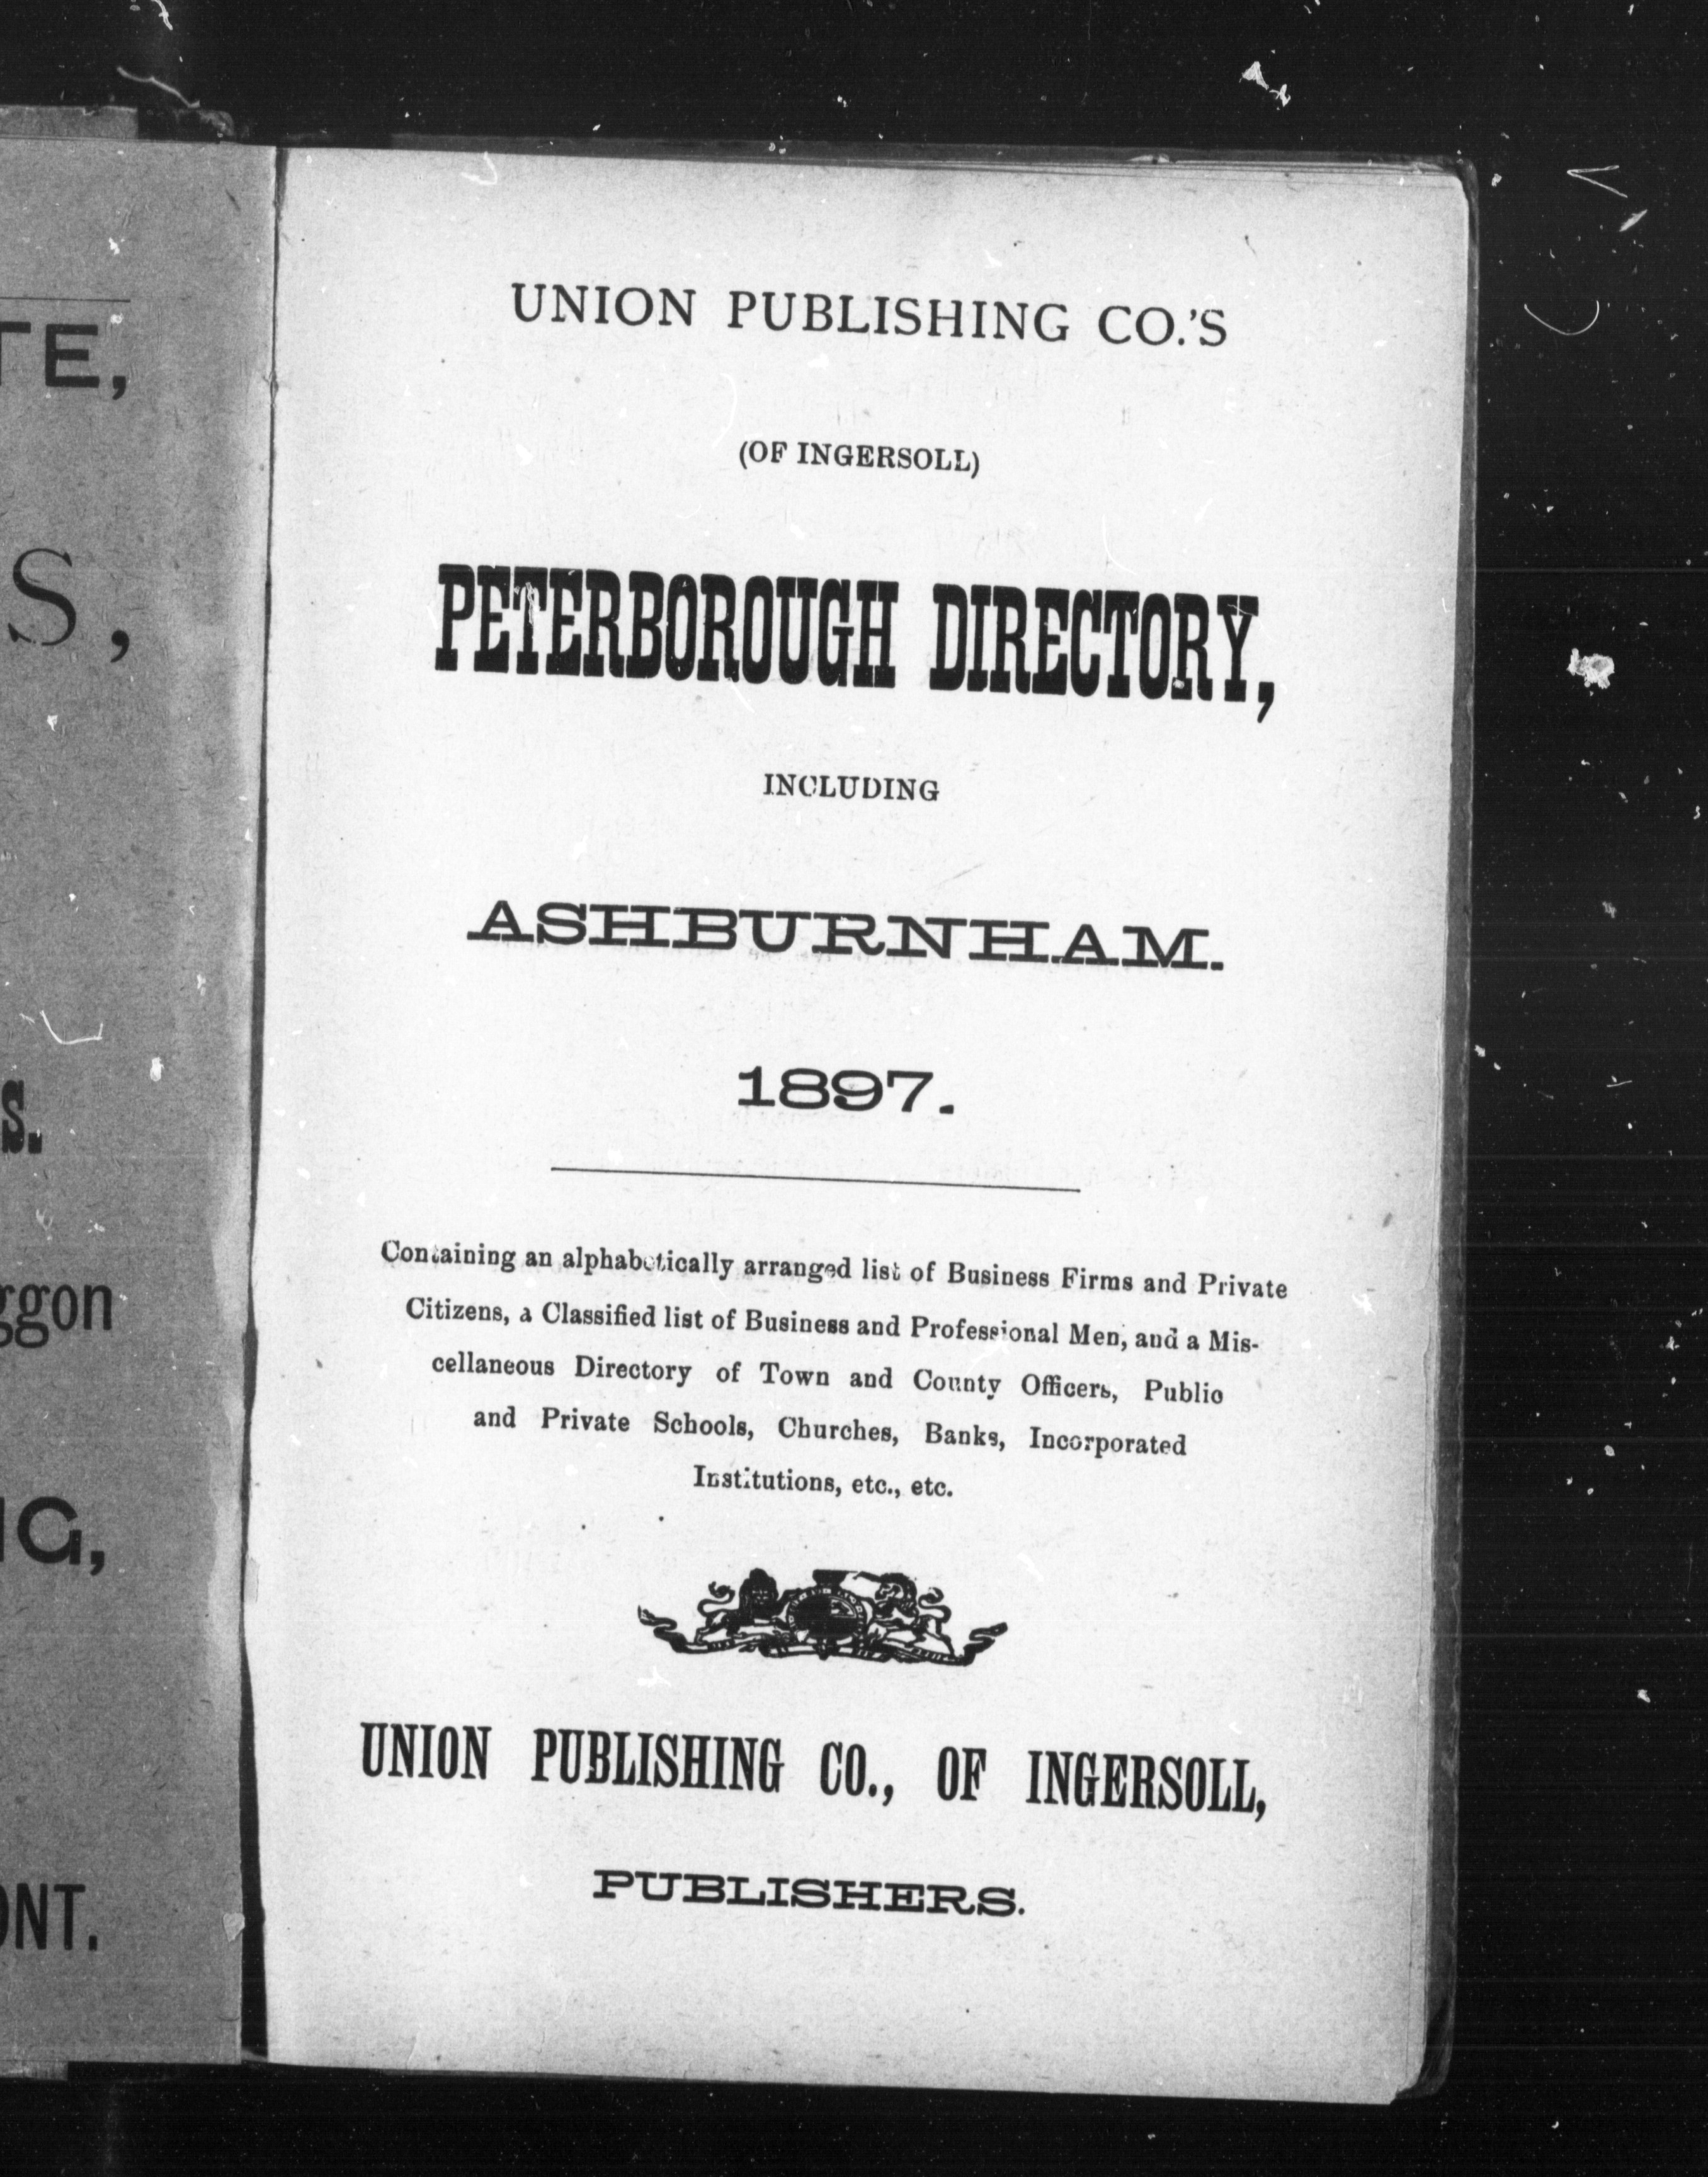 TE,
S,
S.
ggon
NG,
ONT.
UNION PUBLISHING CO.'S
(OF INGERSOLL)
PETERBOROUGH DIRECTORY,
INCLUDING
ASHBURNHAM.
1897.
Containing an alphabetically arranged list of Business Firms and Private
Citizens, a Classified list of Business and Professional Men, and a Mis-
cellaneous Directory of Town and County Officers, Public
and Private Schools, Churches, Banks, Incorporated
Institutions, etc., etc.
UNION PUBLISHING CO., OF INGERSOLL,
PUBLISHERS.